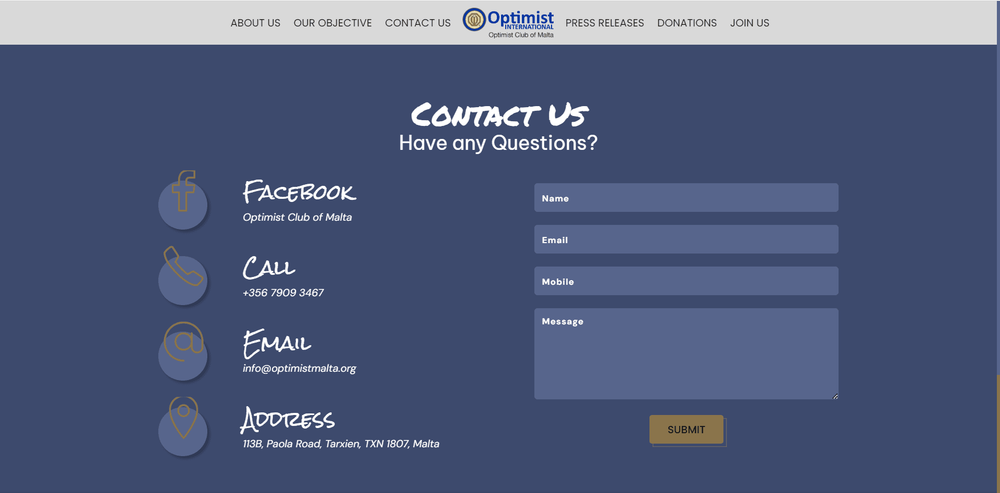 ABOUT US OUR OBJECTIVE CONTACT US Optimist INTERNATIONAL Optimist Club of Malta PRESS RELEASES DONATIONS JOIN US
Contact Us
Have any Questions?
Facebook
Optimist Club of Malta
Call
+356 7909 3467
Email
info@optimistmalta.org
Address
113B, Paola Road, Tarxien, TXN 1807, Malta
Name
Email
Mobile
Message
SUBMIT